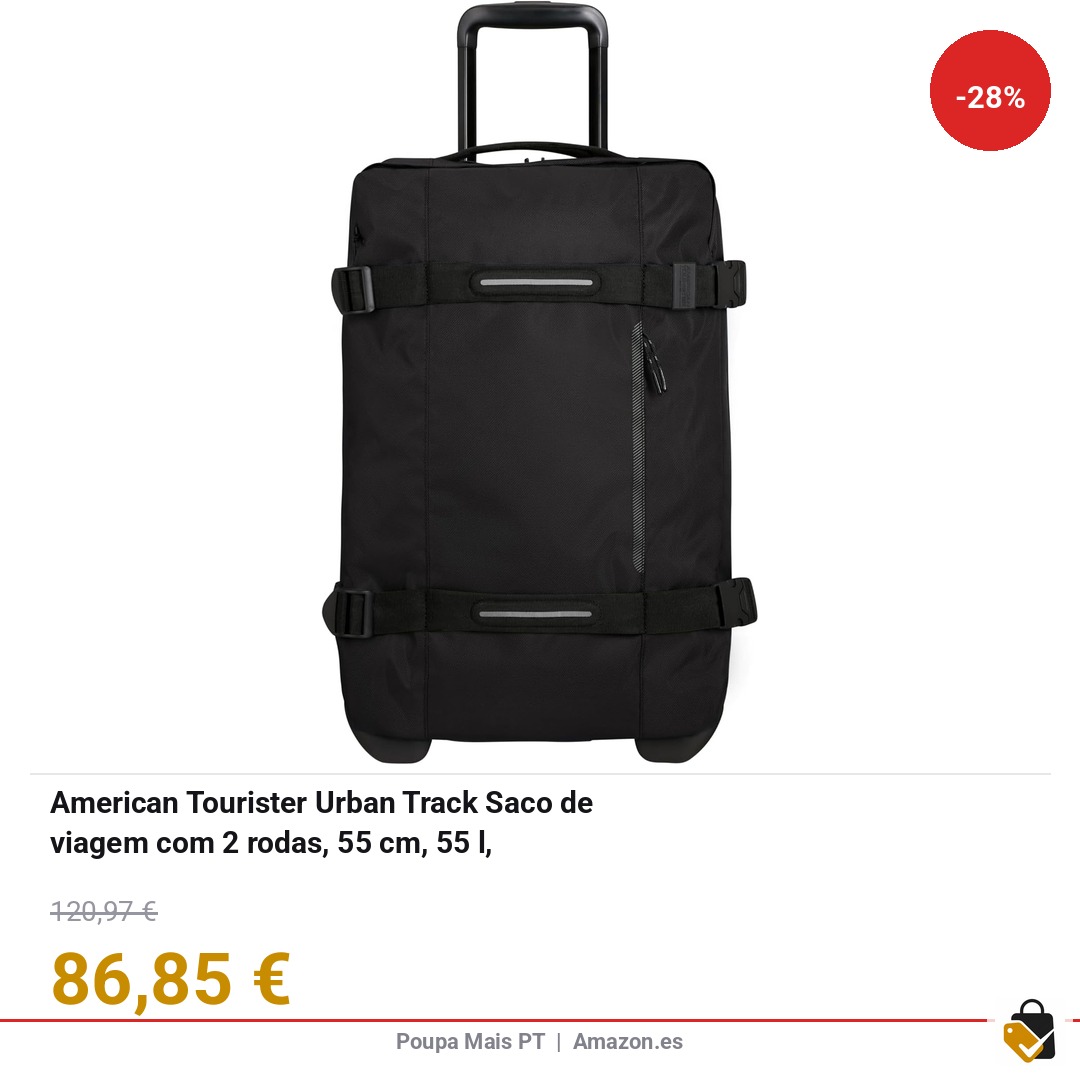 -28%
American Tourister Urban Track Saco de
viagem com 2 rodas, 55 cm, 55 l,
120,97 €
86,85 €
Poupa Mais PT | Amazon.es